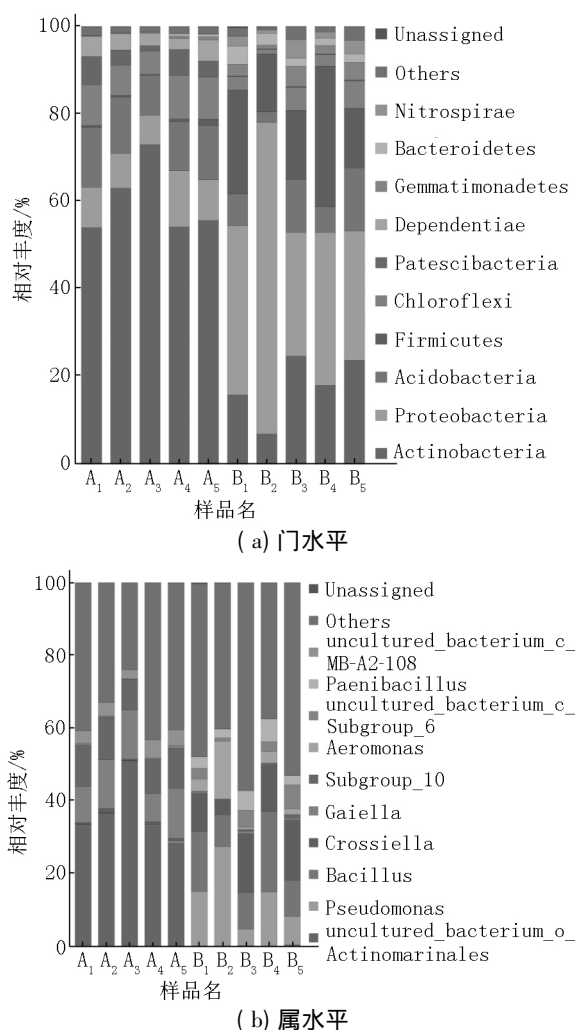 100
80
60
40
20
0
相对丰度/%
A1 A2 A3 A4 A5 B1 B2 B3 B4 B5
样品名
Unassigned
Others
Nitrospirae
Bacteroidetes
Gemmatimonadetes
Dependentiae
Patescibacteria
Chloroflexi
Firmicutes
Acidobacteria
Proteobacteria
Actinobacteria
( a) 门水平
100
80
60
40
20
0
相对丰度/%
A1 A2 A3 A4 A5 B1 B2 B3 B4 B5
样品名
Unassigned
Others
uncultured_bacterium_c_
MB-A2-108
Paenibacillus
uncultured_bacterium_c_
Subgroup_6
Aeromonas
Subgroup_10
Gaiella
Crossiella
Bacillus
Pseudomonas
uncultured_bacterium_o_
Actinomarinales
( b) 属水平